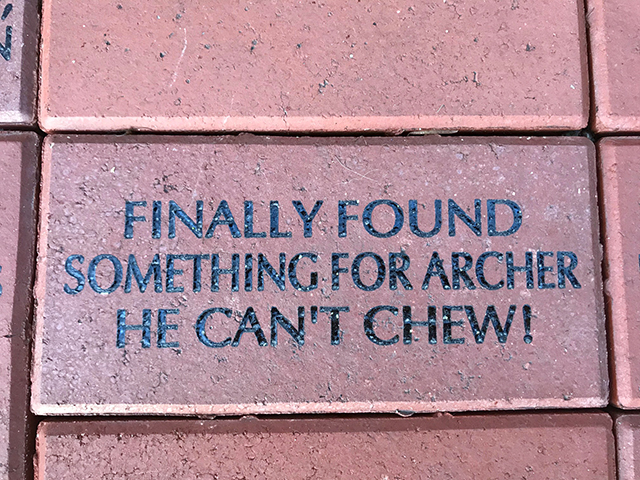 FINALLY FOUND
SOMETHING FOR ARCHER
HE CAN'T CHEW!